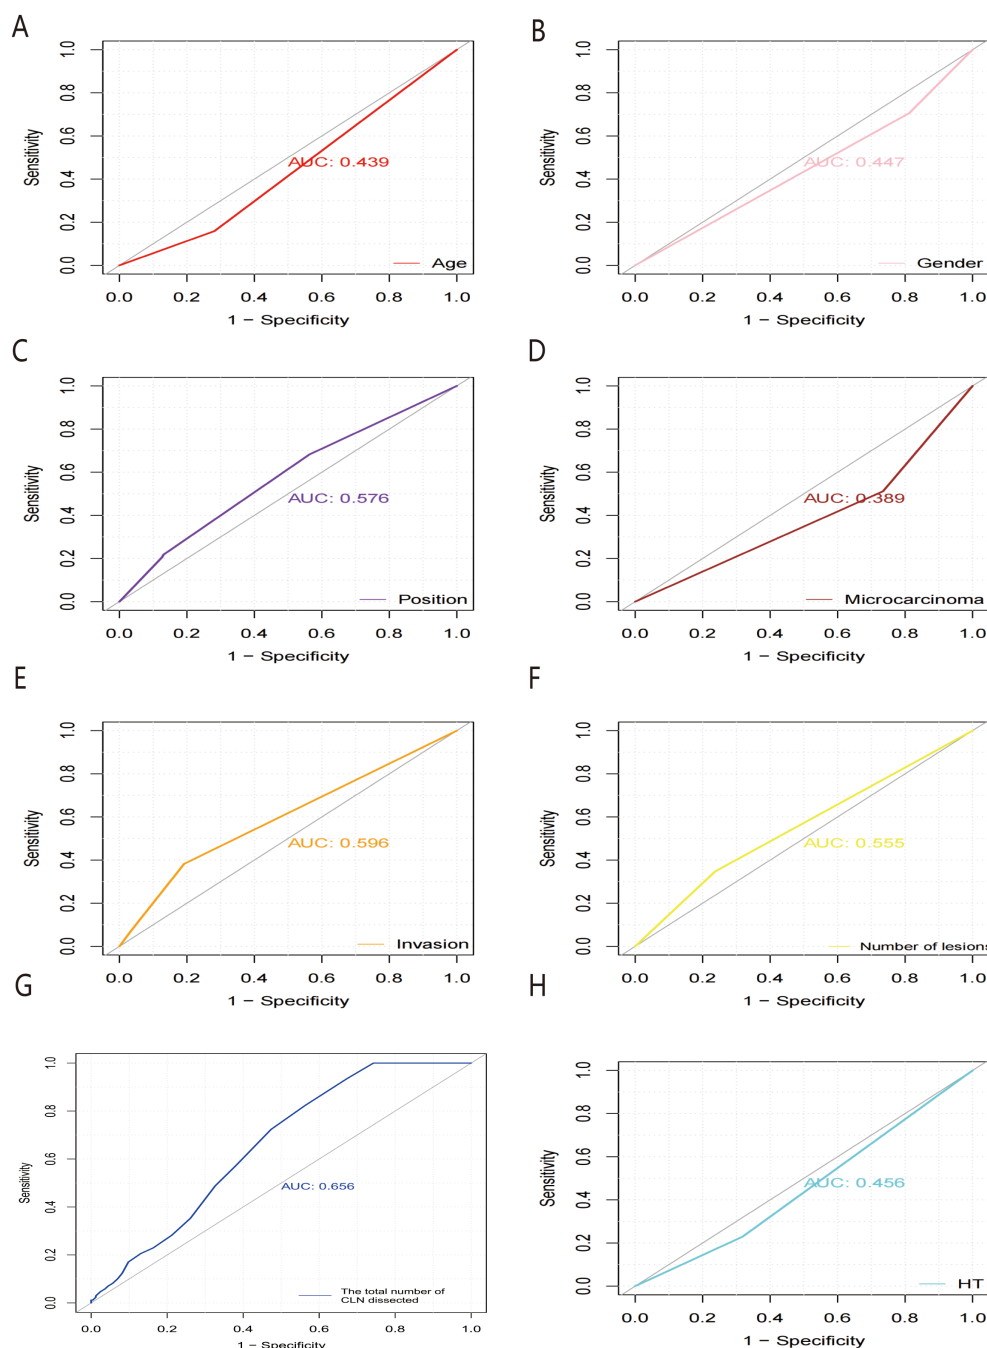 A
1.0
0.8
0.6
0.4
0.2
0.0
Sensitivity
AUC: 0.439
Age
0.0 0.2 0.4 0.6 0.8 1.0
1 − Specificity
B
1.0
0.8
0.6
0.4
0.2
0.0
Sensitivity
AUC: 0.447
Gender
0.0 0.2 0.4 0.6 0.8 1.0
1 − Specificity
C
1.0
0.8
0.6
0.4
0.2
0.0
Sensitivity
AUC: 0.576
Position
0.0 0.2 0.4 0.6 0.8 1.0
1 − Specificity
D
1.0
0.8
0.6
0.4
0.2
0.0
Sensitivity
AUC: 0.389
Microcarcinoma
0.0 0.2 0.4 0.6 0.8 1.0
1 − Specificity
E
1.0
0.8
0.6
0.4
0.2
0.0
Sensitivity
AUC: 0.596
Invasion
0.0 0.2 0.4 0.6 0.8 1.0
1 − Specificity
F
1.0
0.8
0.6
0.4
0.2
0.0
Sensitivity
AUC: 0.555
Number of lesions
0.0 0.2 0.4 0.6 0.8 1.0
1 − Specificity
G
1.0
0.8
0.6
0.4
0.2
0.0
Sensitivity
AUC: 0.656
The total number of
CLN dissected
0.0 0.2 0.4 0.6 0.8 1.0
1 − Specificity
H
1.0
0.8
0.6
0.4
0.2
0.0
Sensitivity
AUC: 0.456
HT
0.0 0.2 0.4 0.6 0.8 1.0
1 − Specificity